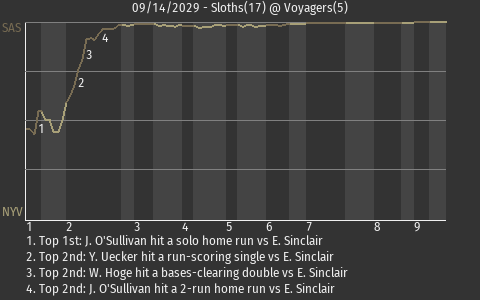 09/14/2029 - Sloths(17) @ Voyagers(5)
SAS
4
3
2
1
NYV
1 2 3 4 5 6 7 8 9
1. Top 1st: J. O'Sullivan hit a solo home run vs E. Sinclair
2. Top 2nd: Y. Uecker hit a run-scoring single vs E. Sinclair
3. Top 2nd: W. Hoge hit a bases-clearing double vs E. Sinclair
4. Top 2nd: J. O'Sullivan hit a 2-run home run vs E. Sinclair